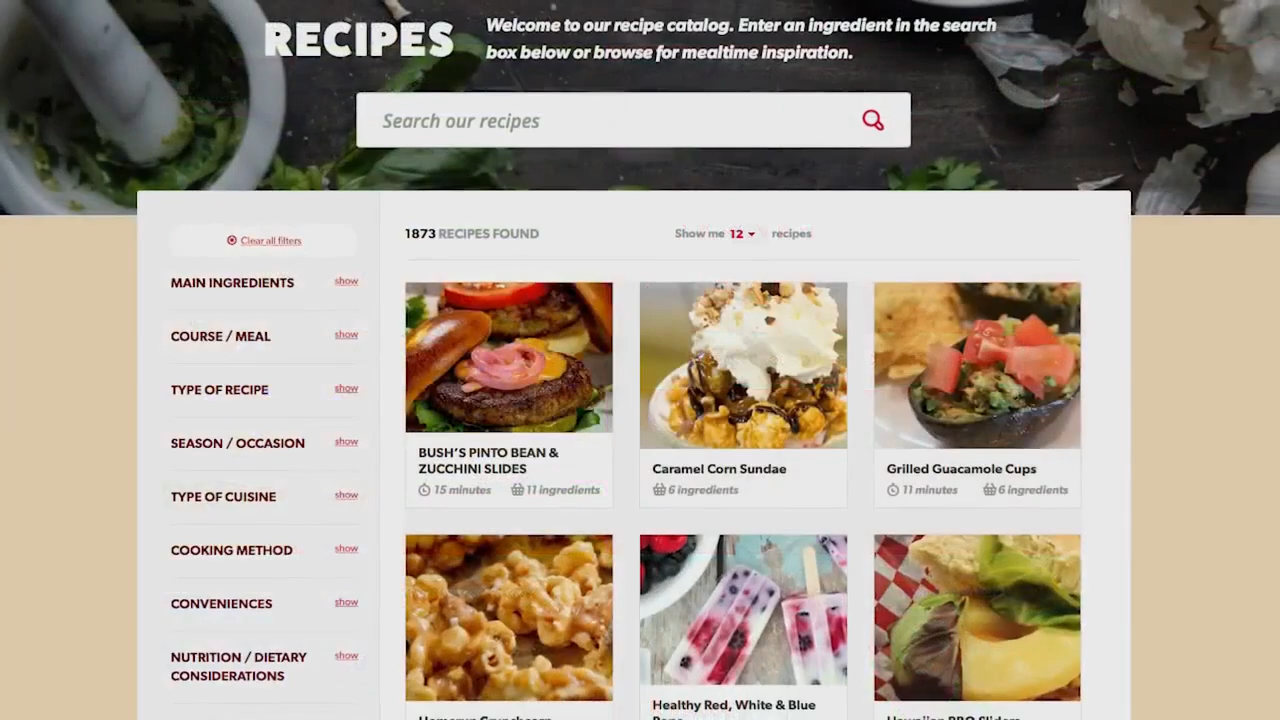 RECIPES
Welcome to our recipe catalog. Enter an ingredient in the search
box below or browse for mealtime inspiration.
Search our recipes
Clear all filters
MAIN INGREDIENTS show
COURSE / MEAL show
TYPE OF RECIPE show
SEASON / OCCASION show
TYPE OF CUISINE show
COOKING METHOD show
CONVENIENCES show
NUTRITION / DIETARY show
CONSIDERATIONS
1873 RECIPES FOUND
Show me 12 recipes
BUSH'S PINTO BEAN &
ZUCCHINI SLIDES
15 minutes 11 ingredients
Caramel Corn Sundae
6 ingredients
Grilled Guacamole Cups
11 minutes 6 ingredients
Healthy Red, White & Blue